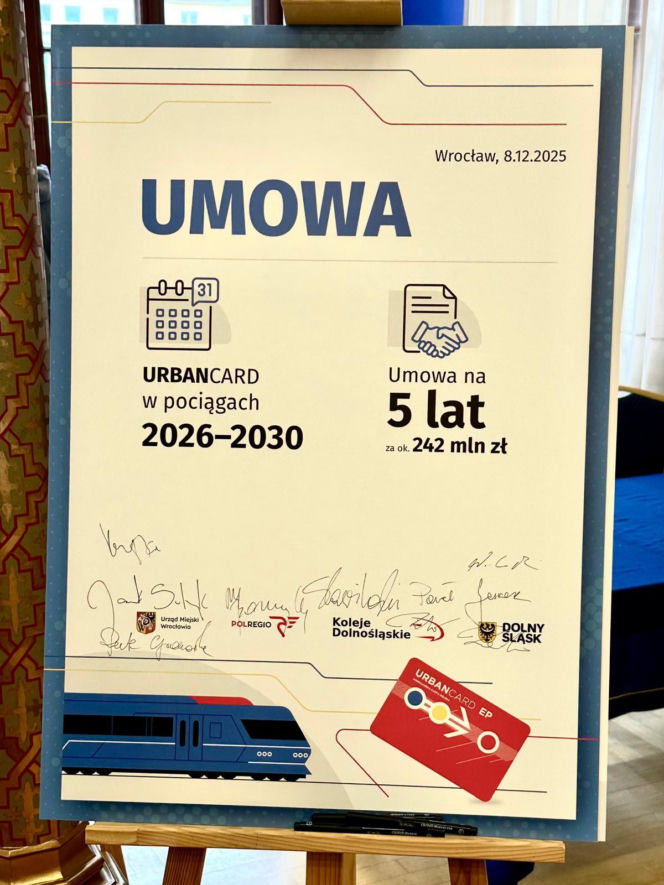 Wrocław, 8.12.2025
UMOWA
31
URBANCARD
w pociągach
2026–2030
Umowa na
5 lat
za ok. 242 mln zł
Urząd Miejski
Wrocławia
POLREGIO
Koleje
Dolnośląskie
DOLNY
ŚLĄSK
URBANCARD EP